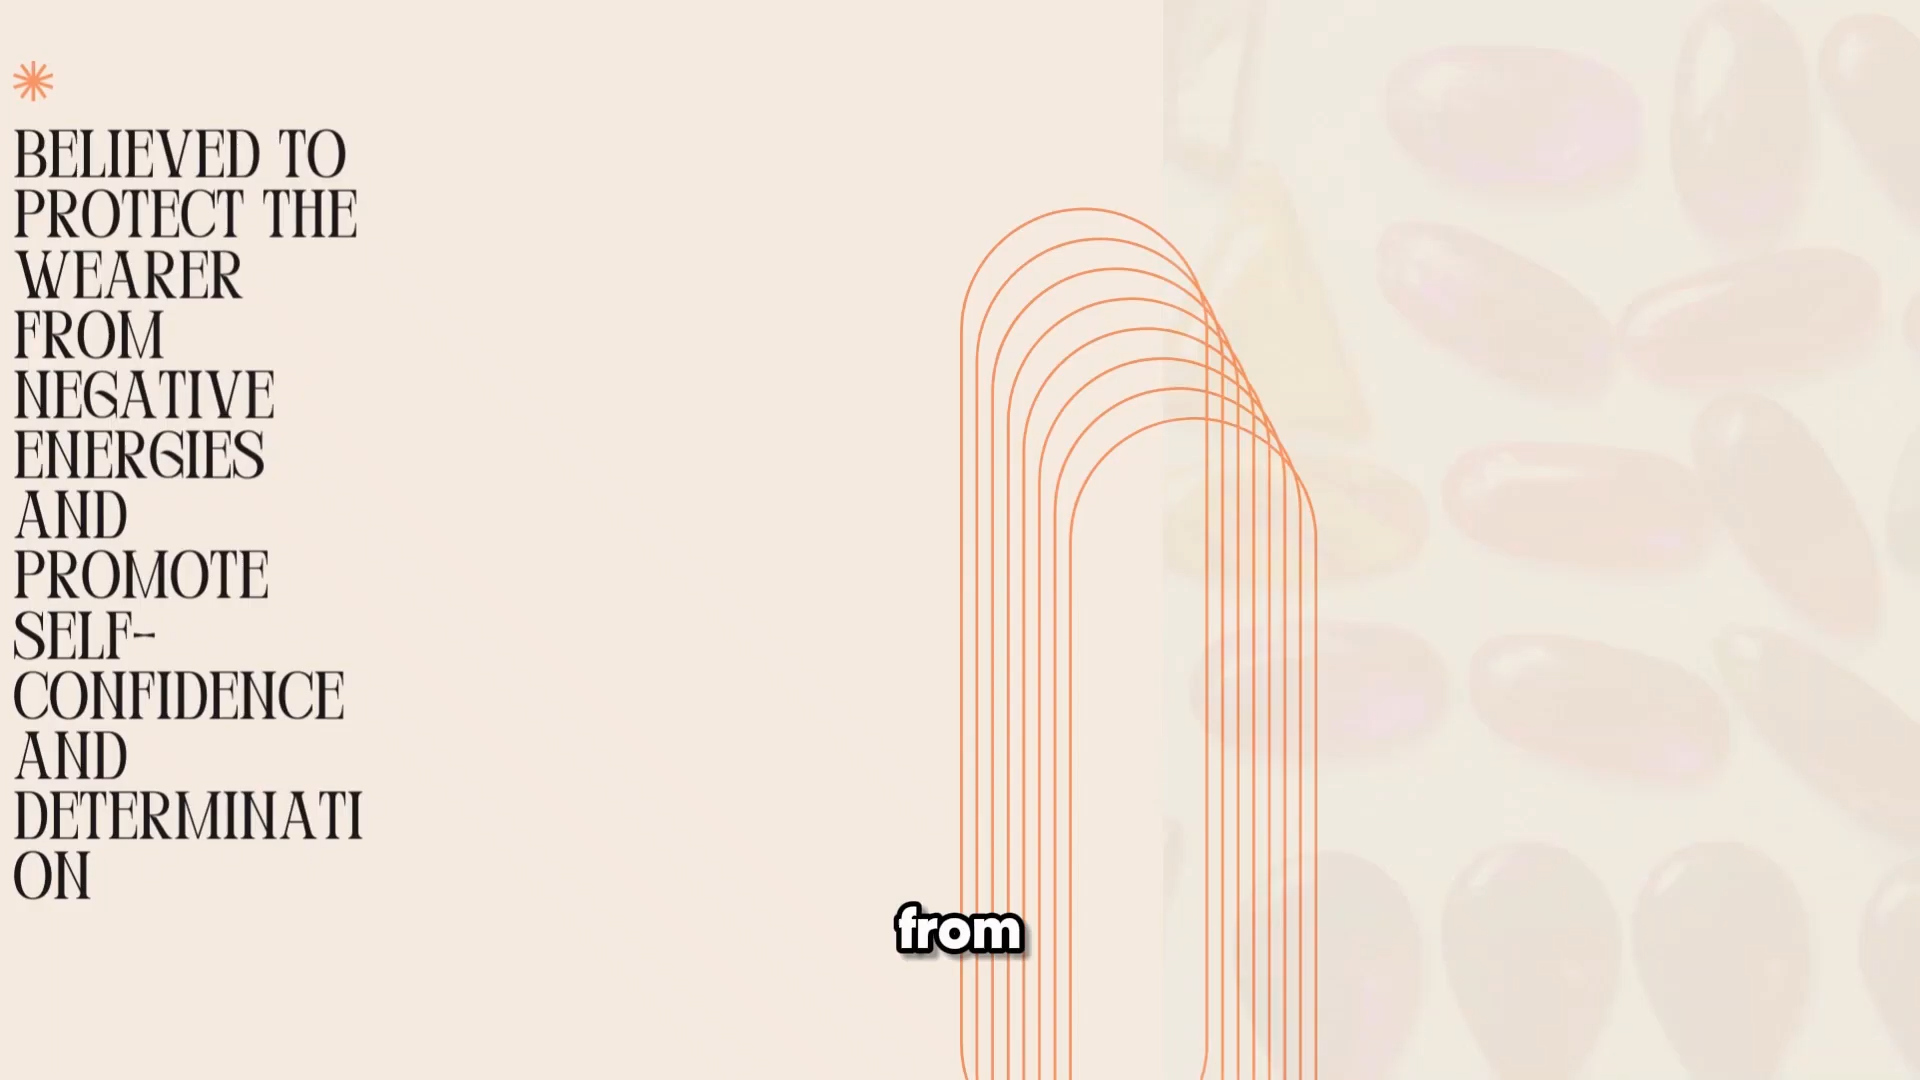 BELIEVED TO
PROTECT THE
WEARER
FROM
NEGATIVE
ENERGIES
AND
PROMOTE
SELF-
CONFIDENCE
AND
DETERMINATI
ON
from